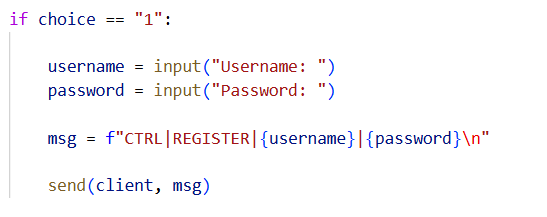 if choice == "1":
username = input("Username: ")
password = input("Password: ")
msg = f"CTRL|REGISTER|{username}|{password}\n"
send(client, msg)